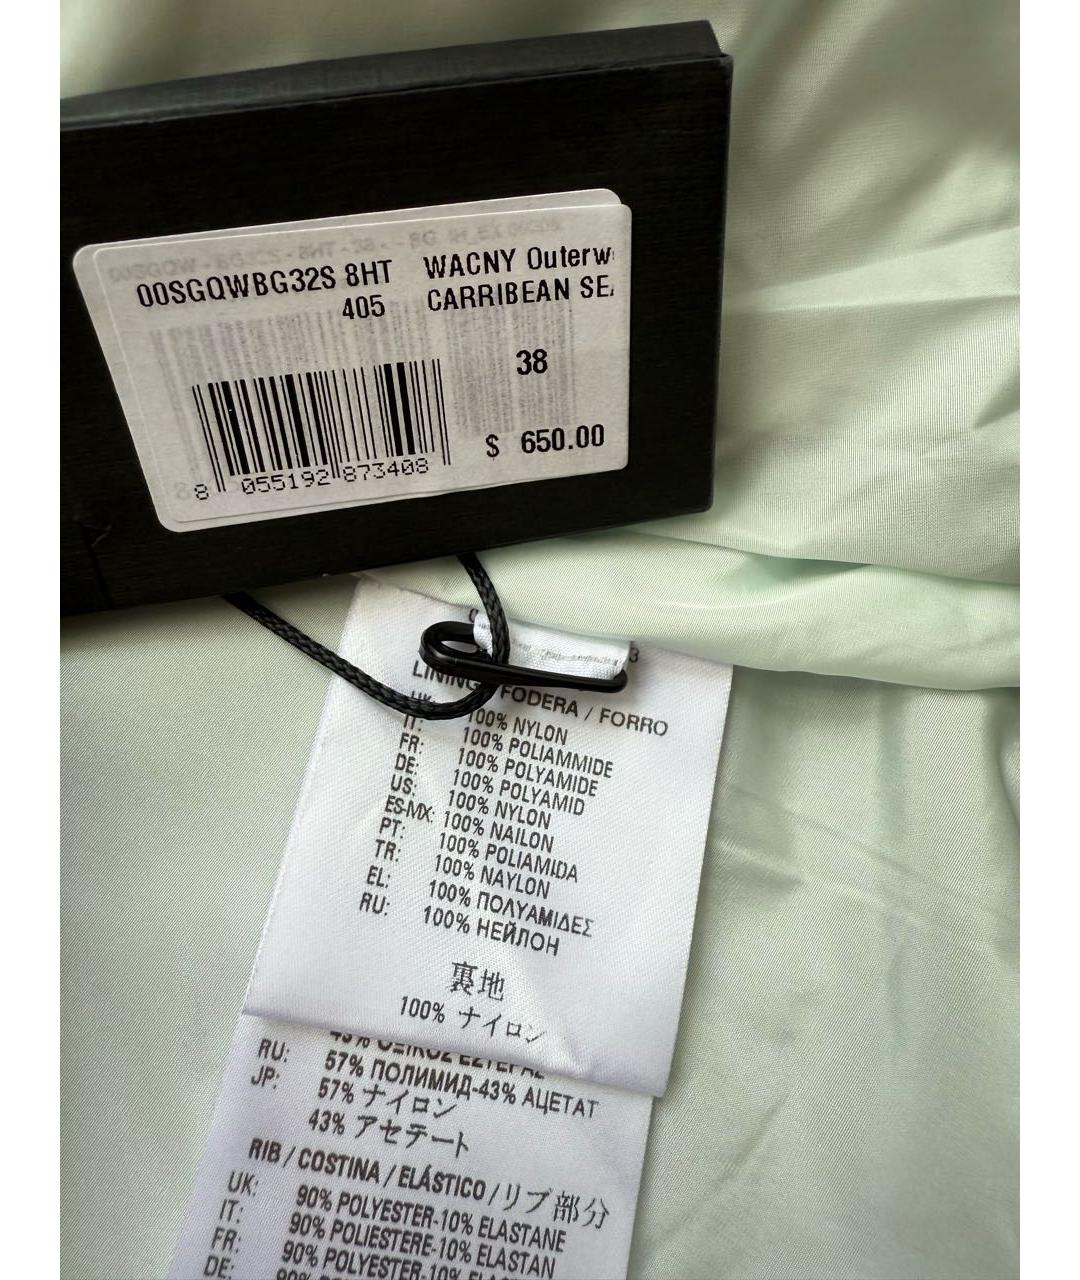 00SGQWBG32S 8HT WACNY Outerw
405 CARRIBEAN SE
38
$ 650.00
8 055192 873408
3
LINING / FODERA / FORRO
UK: 100% NYLON
IT: 100% POLIAMMIDE
FR: 100% POLYAMIDE
DE: 100% POLYAMID
US: 100% NYLON
ES-MX: 100% NAILON
PT: 100% POLIAMIDA
TR: 100% NAYLON
EL: 100% ΠΟΛΥΑΜΙΔΕΣ
RU: 100% НЕЙЛОН
裏地
100% ナイロン
RU: 57% ПОЛИМИД-43% АЦЕТАТ
JP: 57% ナイロン
43% アセテート
RIB / COSTINA / ELÁSTICO / リブ部分
UK: 90% POLYESTER-10% ELASTANE
IT: 90% POLIESTERE-10% ELASTAN
FR: 90% POLYESTER-10% ELASTAN
DE: 90%